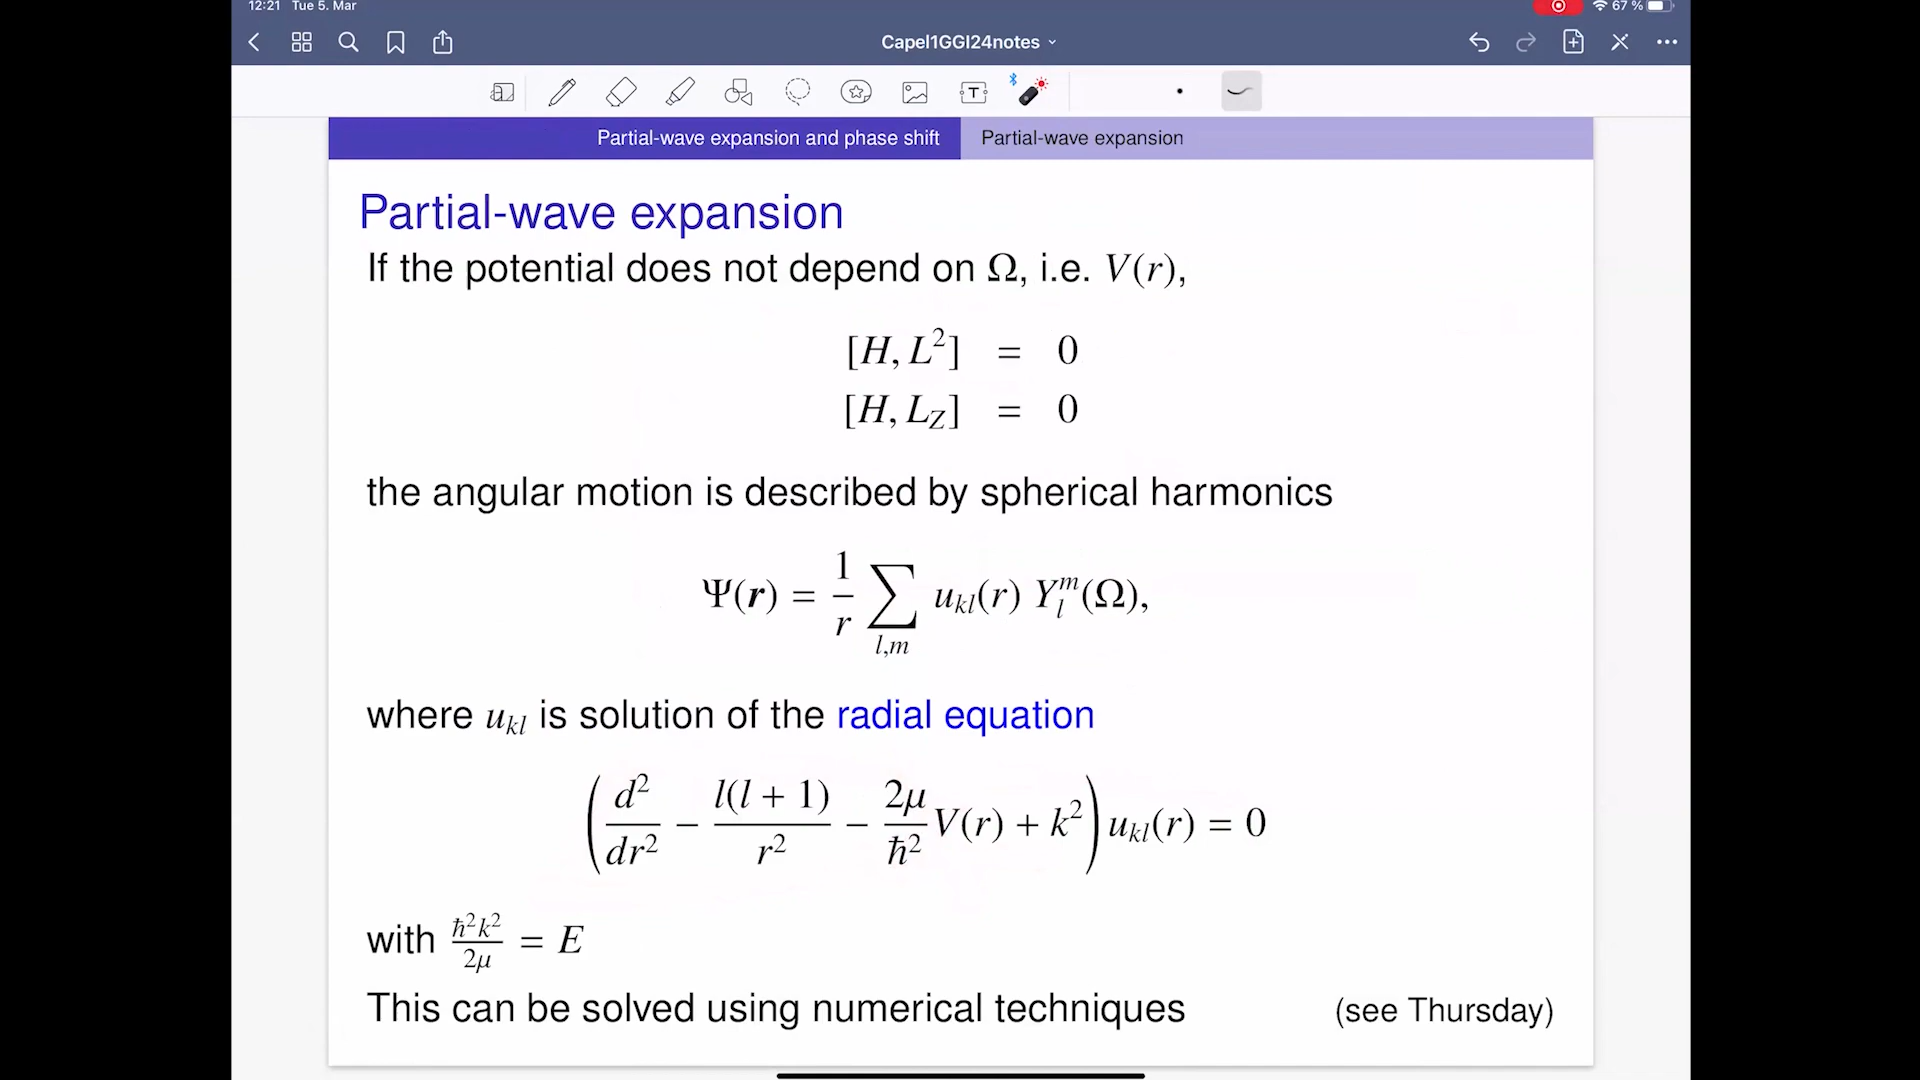 12:21 Tue 5. Mar
67 %
Capel1GGI24notes
T
Partial-wave expansion and phase shift
Partial-wave expansion
Partial-wave expansion
If the potential does not depend on Ω, i.e. V(r),
[H, L²] = 0
[H, L_Z] = 0
the angular motion is described by spherical harmonics
Ψ(r) = 1/r ∑_{l,m} u_{kl}(r) Y_l^m(Ω),
where u_{kl} is solution of the radial equation
(d²/dr² − l(l + 1)/r² − 2μ/ħ² V(r) + k²) u_{kl}(r) = 0
with ħ²k²/2μ = E
This can be solved using numerical techniques (see Thursday)